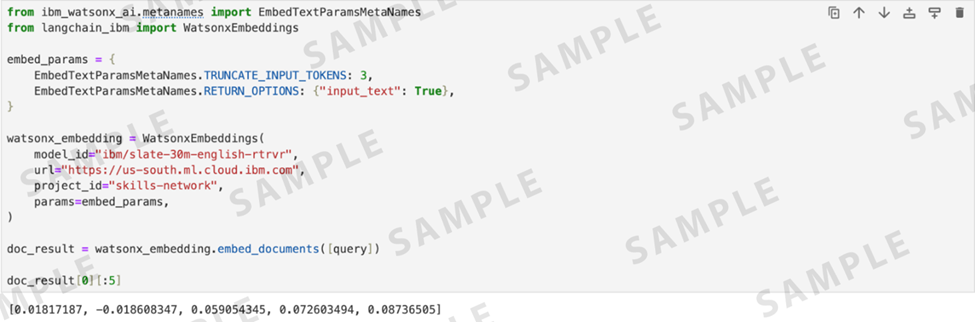 from ibm_watsonx_ai.metanames import EmbedTextParamsMetaNames
from langchain_ibm import WatsonxEmbeddings
embed_params = {
    EmbedTextParamsMetaNames.TRUNCATE_INPUT_TOKENS: 3,
    EmbedTextParamsMetaNames.RETURN_OPTIONS: {"input_text": True},
}
watsonx_embedding = WatsonxEmbeddings(
    model_id="ibm/slate-30m-english-rtrvr",
    url="https://us-south.ml.cloud.ibm.com",
    project_id="skills-network",
    params=embed_params,
)
doc_result = watsonx_embedding.embed_documents([query])
doc_result[0][:5]
[0.01817187, -0.018608347, 0.059054345, 0.072603494, 0.08736505]
SAMPLE
SAMPLE
SAMPLE
SAMPLE
SAMPLE
SAMPLE
SAMPLE
SAMPLE
SAMPLE
SAMPLE